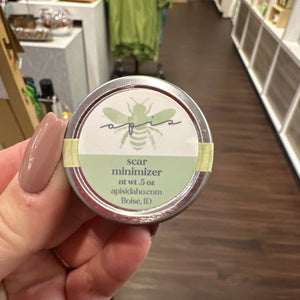 apis
scar
minimizer
nt wt .5 oz
apisidaho.com
Boise, ID